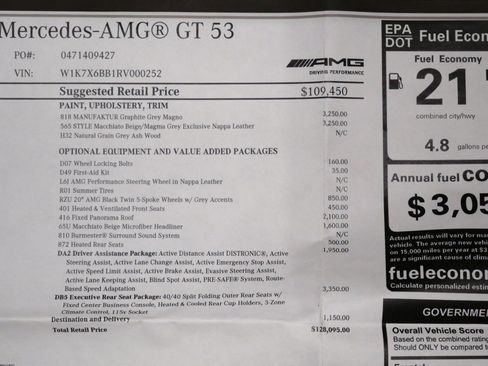 Mercedes-AMG® GT 53
PO#: 0471409427
VIN: W1K7X6BB1RV000252
AMG
DRIVING PERFORMANCE
Suggested Retail Price $109,450
PAINT, UPHOLSTERY, TRIM
818 MANUFAKTUR Graphite Grey Magno 3,250.00
565 STYLE Macchiato Beige/Magma Grey Exclusive Nappa Leather 3,250.00
H32 Natural Grain Grey Ash Wood N/C
OPTIONAL EQUIPMENT AND VALUE ADDED PACKAGES
D07 Wheel Locking Bolts 160.00
D49 First-Aid Kit 35.00
L6J AMG Performance Steering Wheel in Nappa Leather N/C
R01 Summer Tires N/C
RZU 20" AMG Black Twin 5-Spoke Wheels w/ Grey Accents 850.00
401 Heated & Ventilated Front Seats 450.00
416 Fixed Panorama Roof 2,100.00
65U Macchiato Beige Microfiber Headliner 1,600.00
810 Burmester® Surround Sound System N/C
872 Heated Rear Seats 500.00
DA2 Driver Assistance Package: Active Distance Assist DISTRONIC®, Active 1,950.00
Steering Assist, Active Lane Change Assist, Active Emergency Stop Assist,
Active Speed Limit Assist, Active Brake Assist, Evasive Steering Assist,
Active Lane Keeping Assist, Blind Spot Assist, PRE-SAFE® System, Route-
Based Speed Adaptation
DB5 Executive Rear Seat Package: 40/40 Split Folding Outer Rear Seats w/ 3,350.00
Fixed Center Business Console, Heated & Cooled Rear Cup Holders, 3-Zone
Climate Control, 115v Socket
Destination and Delivery 1,150.00
Total Retail Price $128,095.00
EPA
DOT
Fuel Econ
Fuel Economy
21
combined city/hwy
4.8 gallons pe
Annual fuel CO
$3,05
Actual results will vary for man
vehicle. The average new vehicle
on 15,000 miles per year at $
are a significant cause of clim
fueleconom
Calculate personalized estim
GOVERNME
Overall Vehicle Score
Based on the combined rating
Should ONLY be compared to